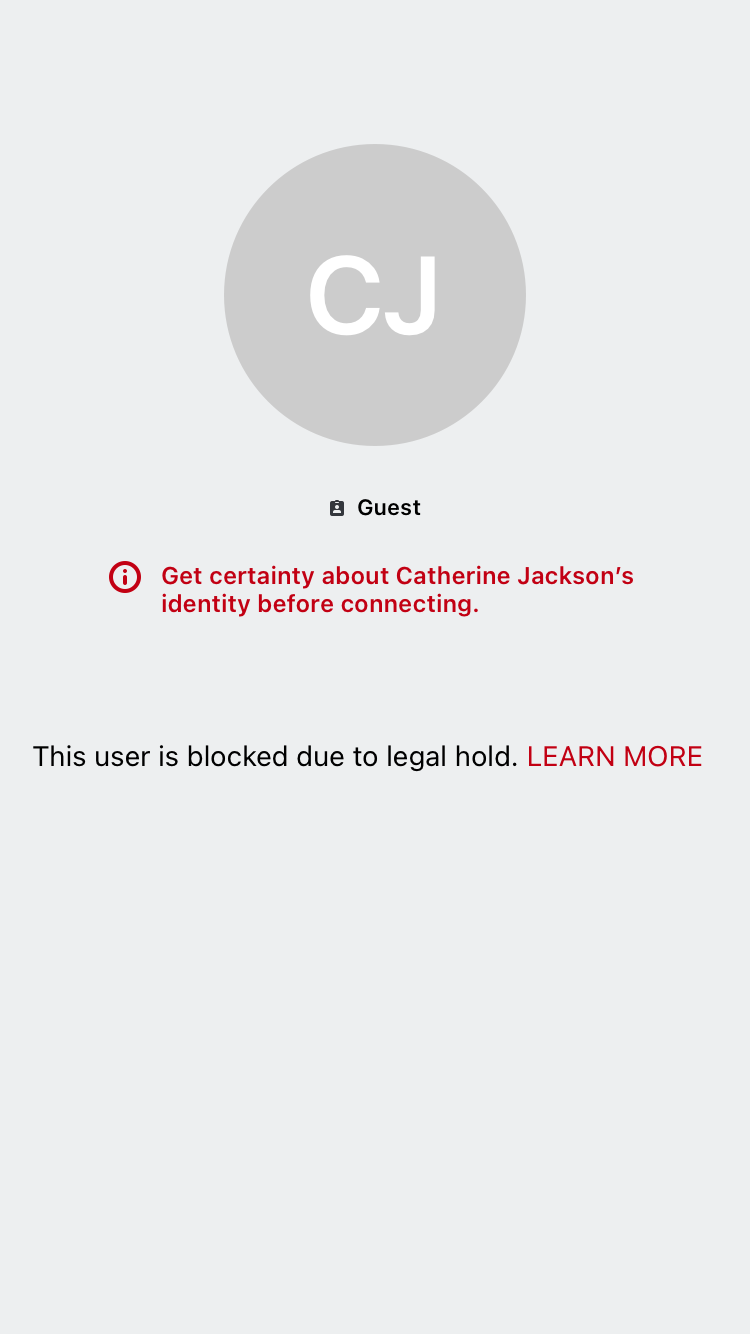 CJ
Guest
Get certainty about Catherine Jackson’s
identity before connecting.
This user is blocked due to legal hold. LEARN MORE